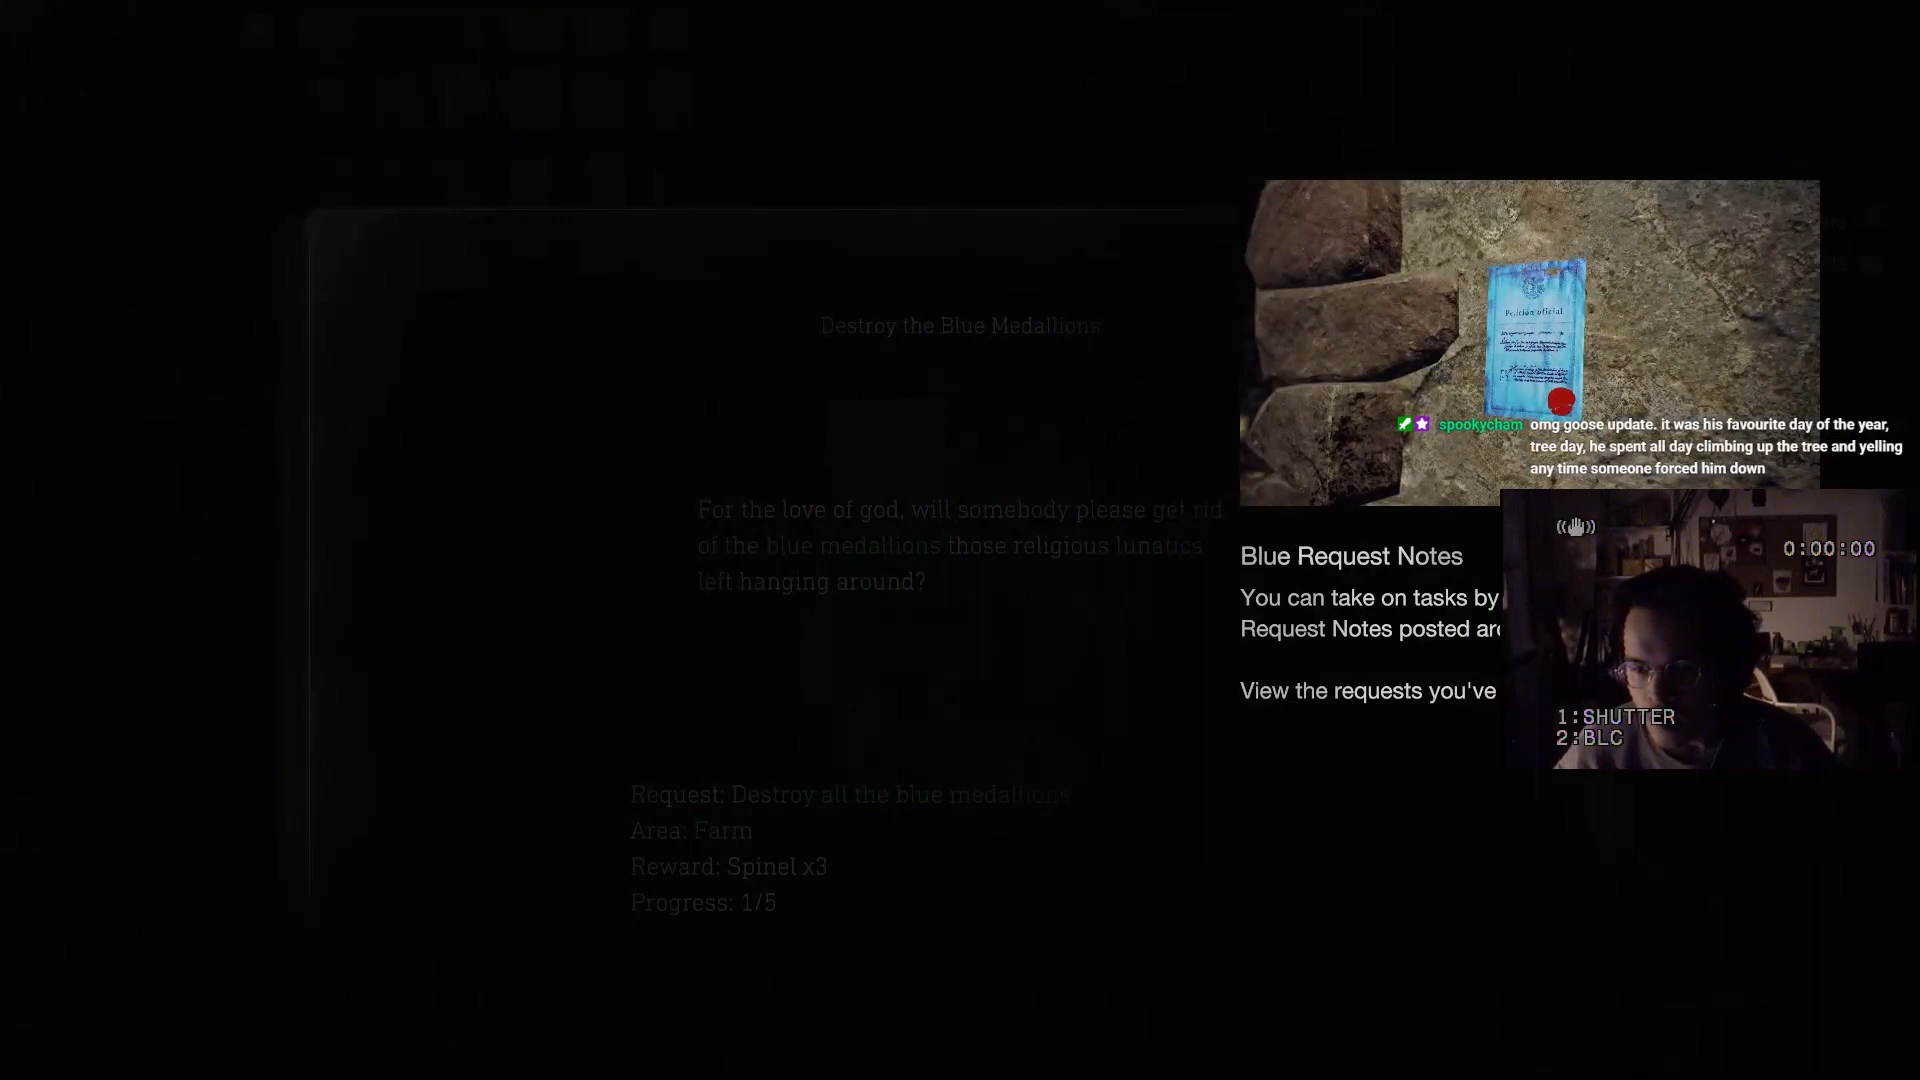 Destroy the Blue Medallions
For the love of god, will somebody please get rid
of the blue medallions those religious lunatics
left hanging around?
Request: Destroy all the blue medallions
Area: Farm
Reward: Spinel x3
Progress: 1/5
Petición oficial
spookycham omg goose update. it was his favourite day of the year,
tree day, he spent all day climbing up the tree and yelling
any time someone forced him down
Blue Request Notes
You can take on tasks by
Request Notes posted
View the requests you've
0:00:00
1:SHUTTER
2:BLC